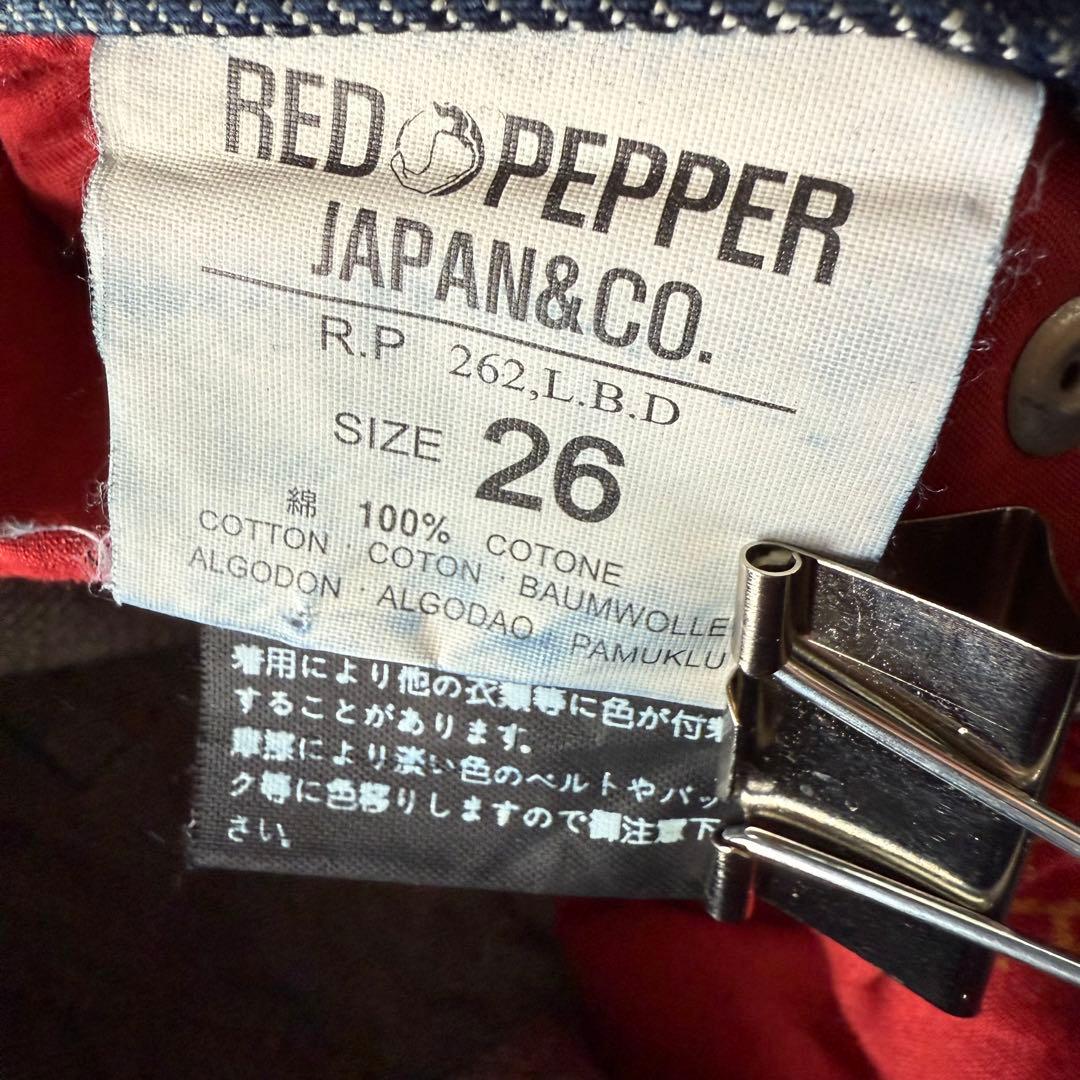 RED PEPPER
JAPAN&CO.
R.P 262,L.B.D
SIZE 26
綿 100% COTONE
COTTON · COTON · BAUMWOLLE
ALGODON · ALGODAO PAMUKLU
着用により他の衣類等に色が付着
することがあります。
摩擦により淡い色のベルトやバッ
ク等に色移りしますので御注意下
さい。